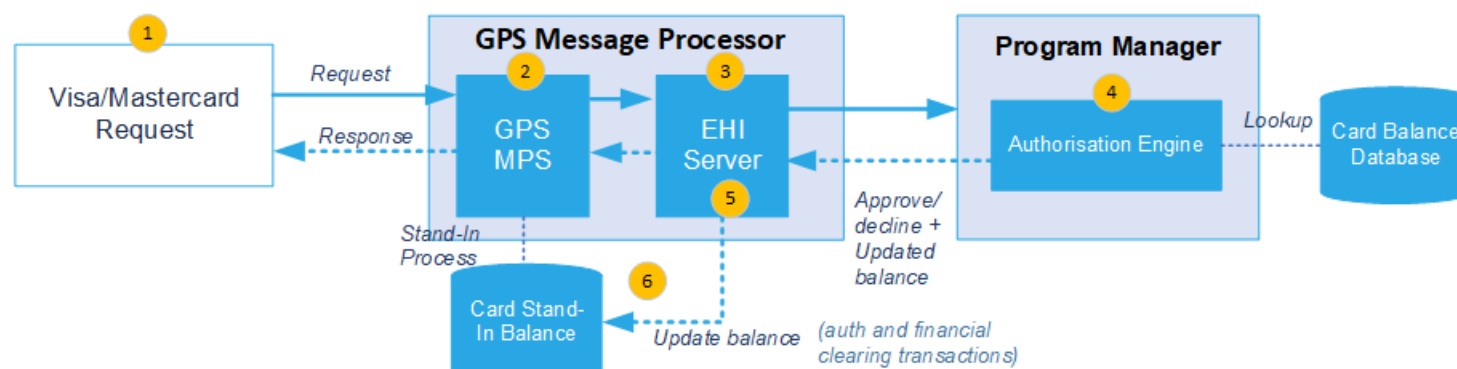 1
Visa/Mastercard
Request
Request
Response
GPS Message Processor
2
GPS
MPS
3
EHI
Server
5
Program Manager
4
Authorisation Engine
Lookup
Card Balance
Database
Approve/
decline +
Updated
balance
Stand-In
Process
6
Card Stand-
In Balance
Update balance
(auth and financial
clearing transactions)